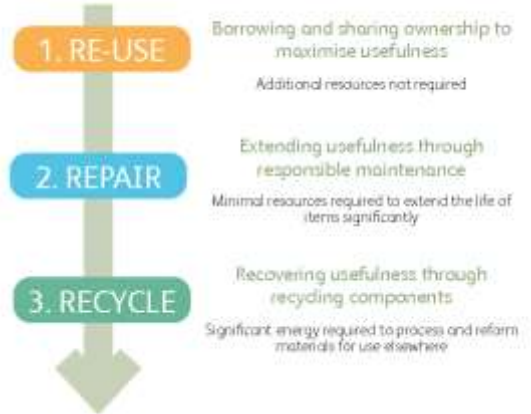 1. RE-USE
Borrowing and sharing ownership to
maximise usefulness
Additional resources not required
2. REPAIR
Extending usefulness through
responsible maintenance
Minimal resources required to extend the life of
items significantly
3. RECYCLE
Recovering usefulness through
recycling components
Significant energy required to process and reform
materials for use elsewhere